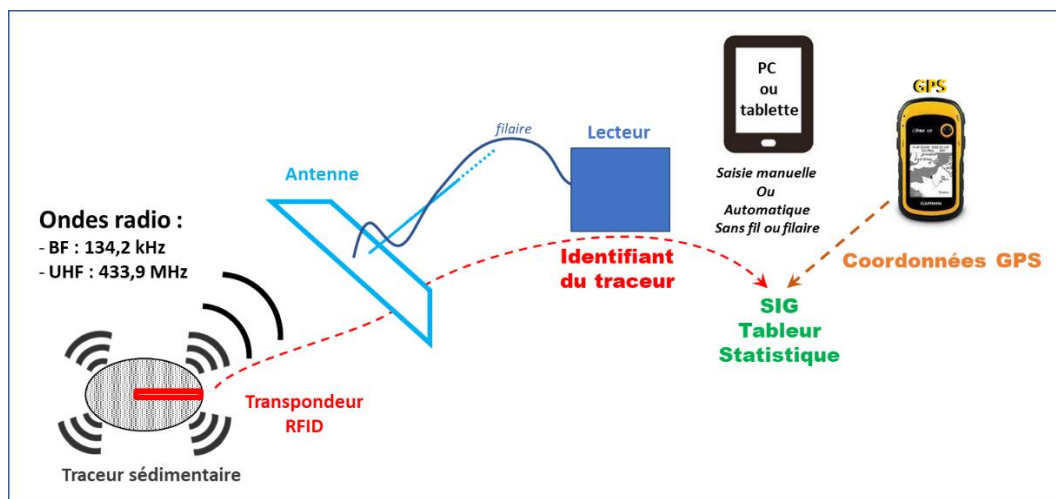 PC
ou
tablette
GPS
filaire
Lecteur
Antenne
Saisie manuelle
Ou
Automatique
Sans fil ou filaire
GARMIN
Ondes radio :
- BF : 134,2 kHz
- UHF : 433,9 MHz
Identifiant
du traceur
Coordonnées GPS
SIG
Tableur
Statistique
Transpondeur
RFID
Traceur sédimentaire